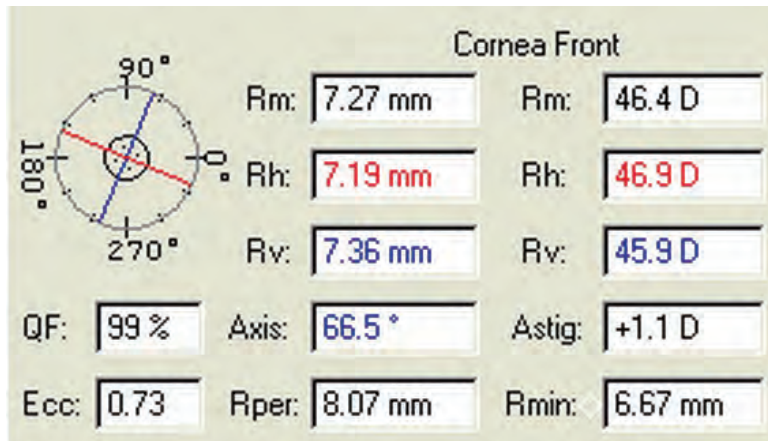 Cornea Front
90°
180°
0°
270°
Rm: 7.27 mm Rm: 46.4 D
Rh: 7.19 mm Rh: 46.9 D
Rv: 7.36 mm Rv: 45.9 D
QF: 99 % Axis: 66.5 ° Astig: +1.1 D
Ecc: 0.73 Rper: 8.07 mm Rmin: 6.67 mm